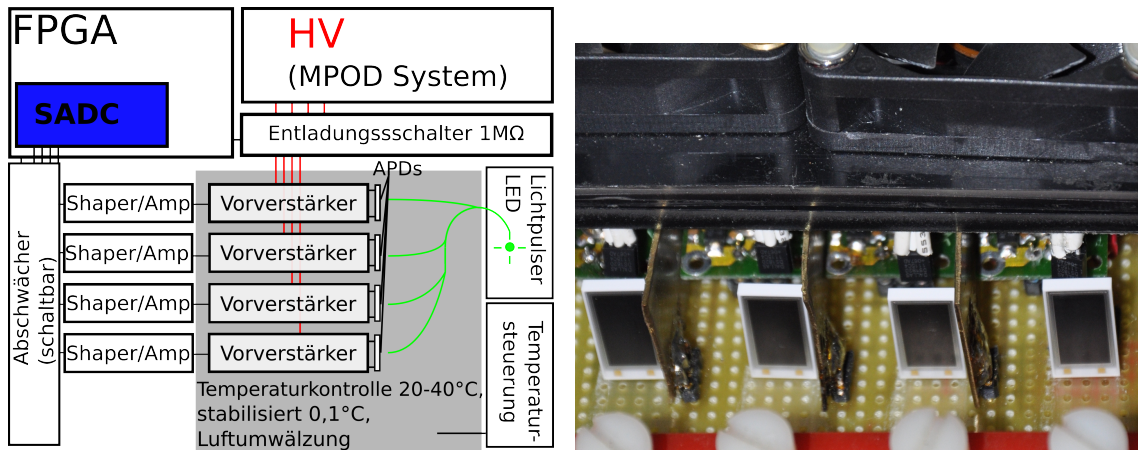 FPGA
SADC
HV
(MPOD System)
Entladungssschalter 1MΩ
APDs
Abschwächer
(schaltbar)
Shaper/Amp
Vorverstärker
Shaper/Amp
Vorverstärker
Shaper/Amp
Vorverstärker
Shaper/Amp
Vorverstärker
Lichtpulser
LED
Temperatur-
steuerung
Temperaturkontrolle 20-40°C,
stabilisiert 0,1°C,
Luftumwälzung